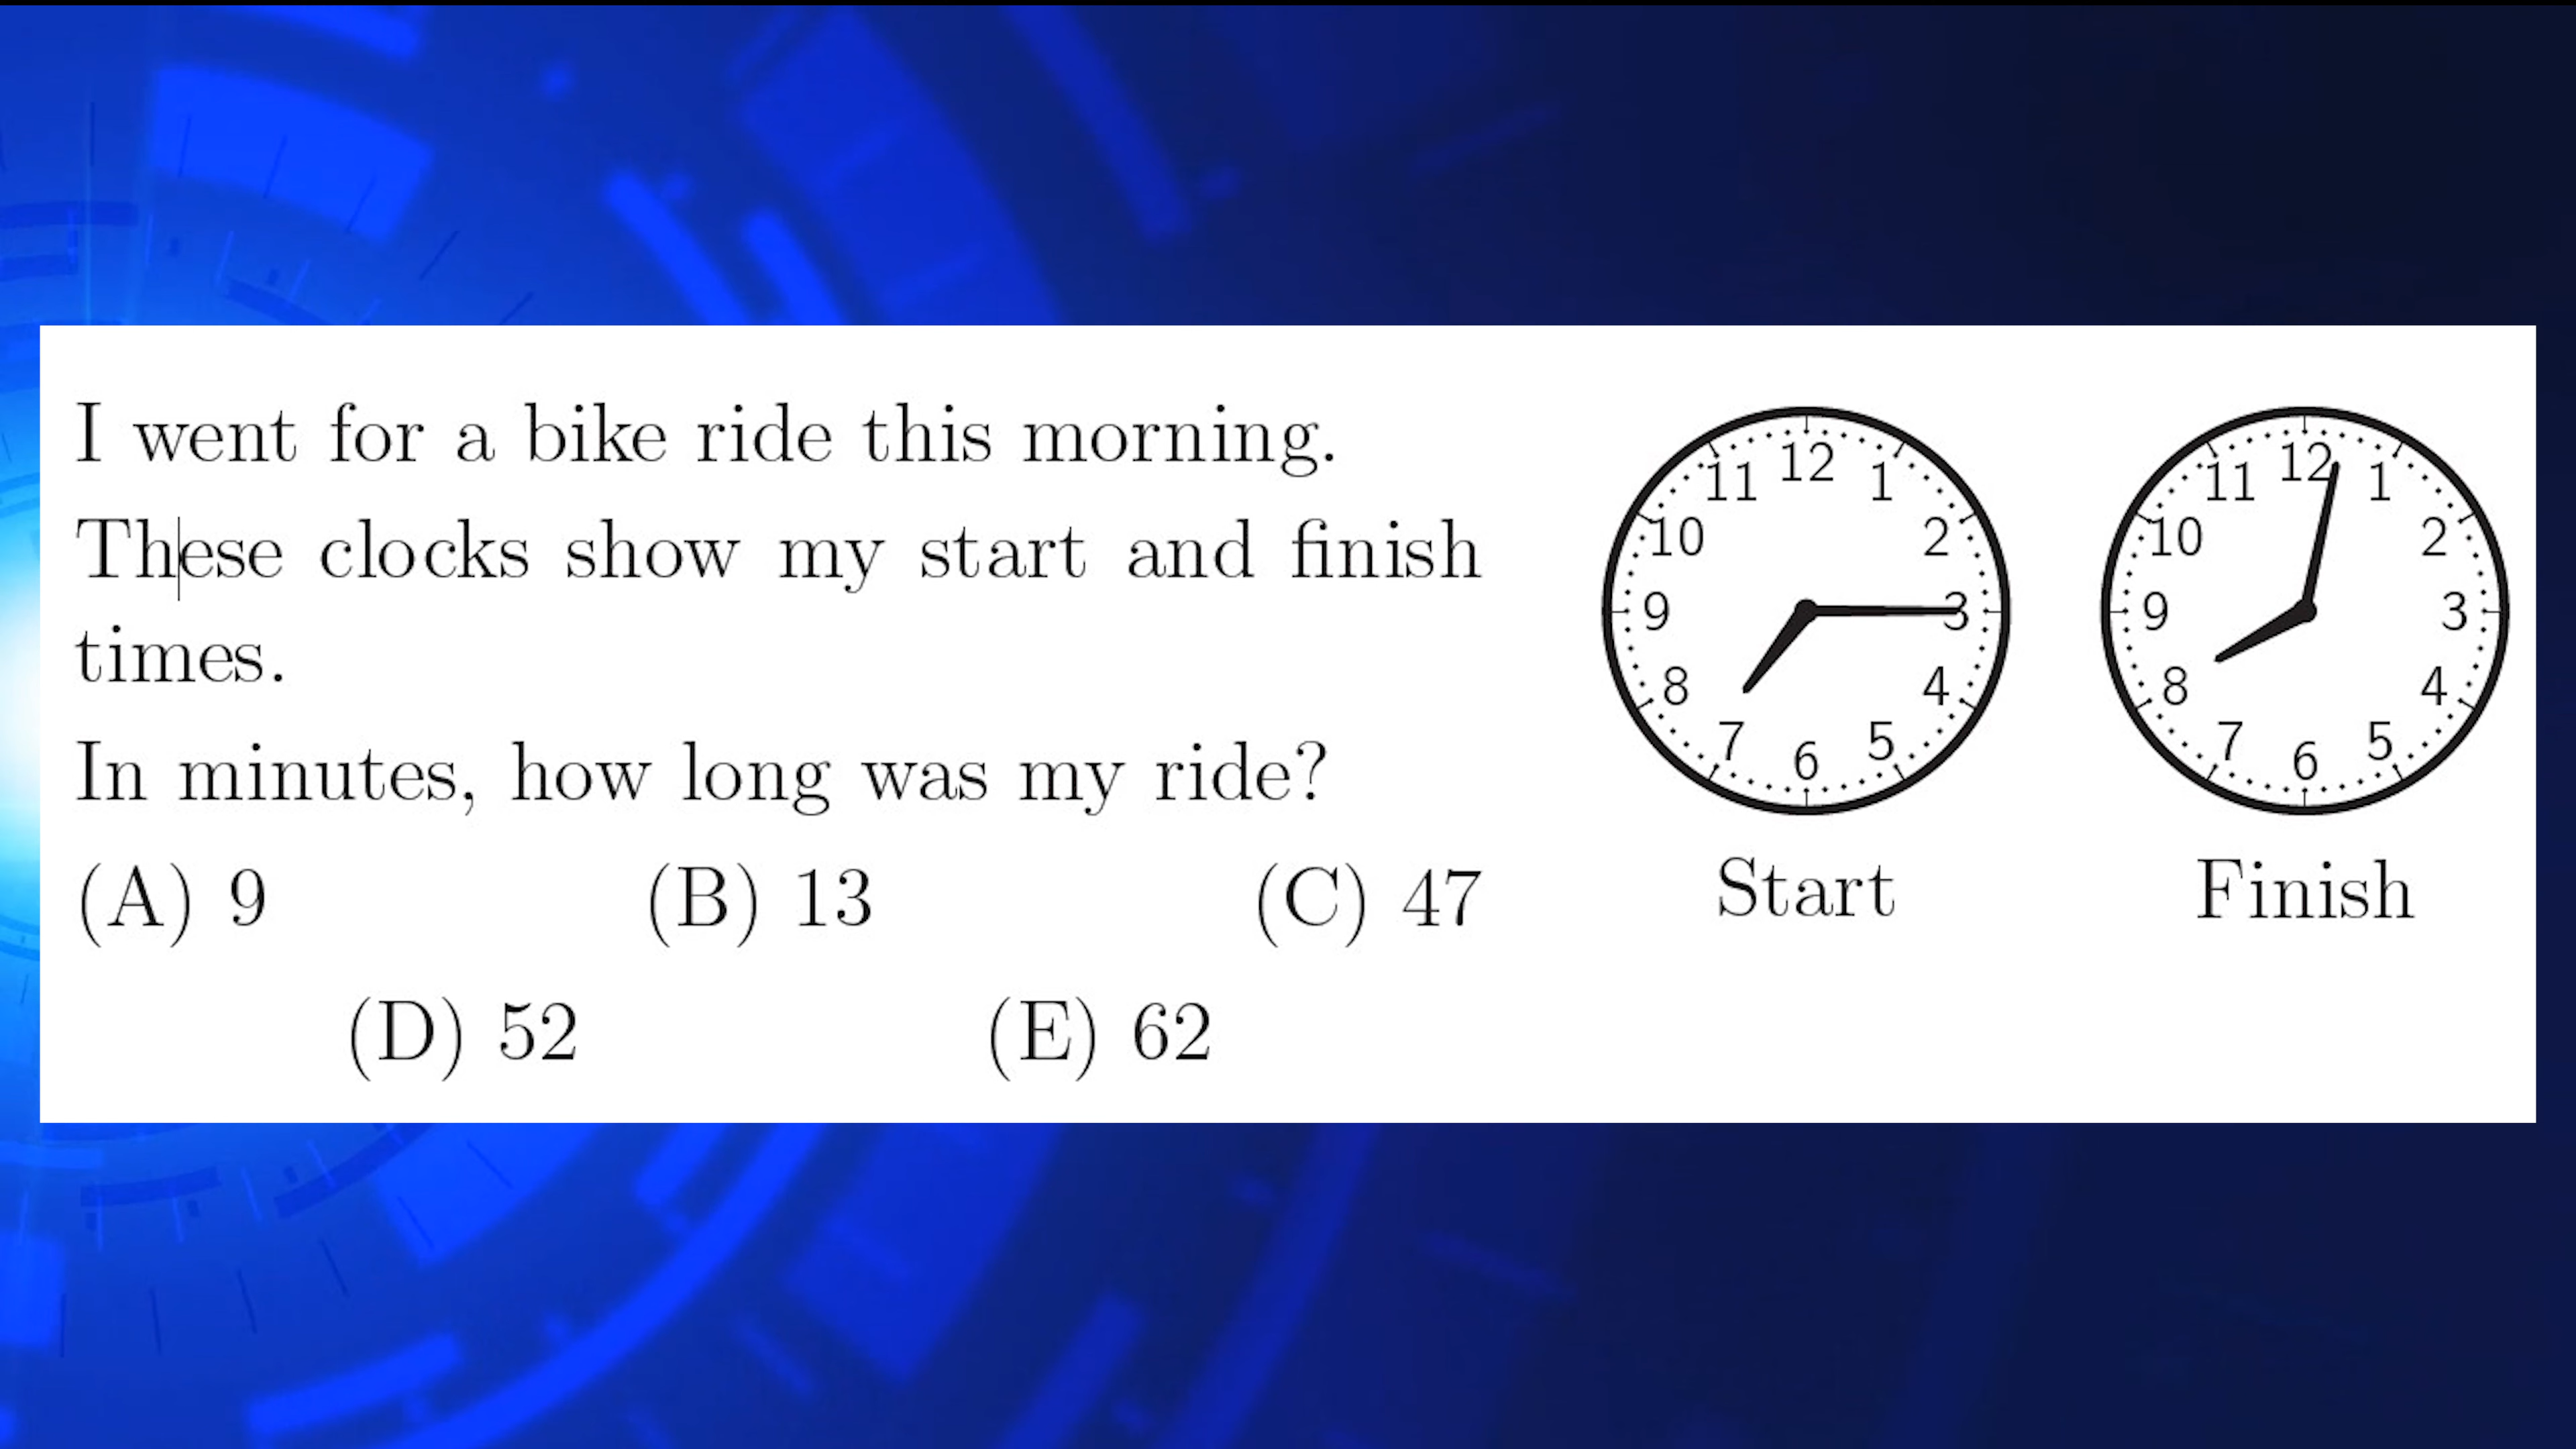 I went for a bike ride this morning.
These clocks show my start and finish
times.
In minutes, how long was my ride?
(A) 9 (B) 13 (C) 47
(D) 52 (E) 62
12 1 2 3 4 5 6 7 8 9 10 11
Start
12 1 2 3 4 5 6 7 8 9 10 11
Finish